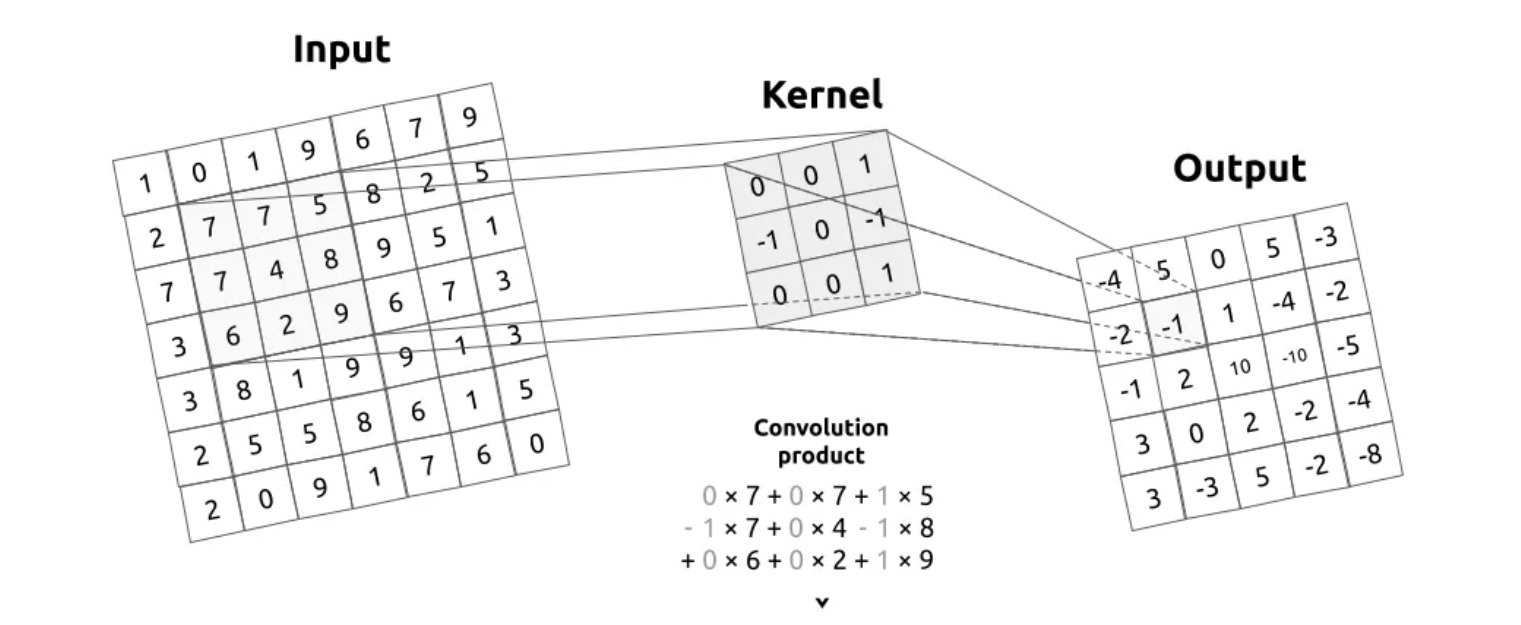 Input
1 0 1 9 6 7 9
2 7 7 5 8 2 5
7 7 4 8 9 5 1
3 6 2 9 6 7 3
3 8 1 9 9 1 3
2 5 5 8 6 1 5
2 0 9 1 7 6 0
Kernel
0 0 1
-1 0 -1
0 0 1
Output
-4 5 0 5 -3
-2 -1 1 -4 -2
-1 2 10 -10 -5
3 0 2 -2 -4
3 -3 5 -2 -8
Convolution
product
0 × 7 + 0 × 7 + 1 × 5
- 1 × 7 + 0 × 4 - 1 × 8
+ 0 × 6 + 0 × 2 + 1 × 9